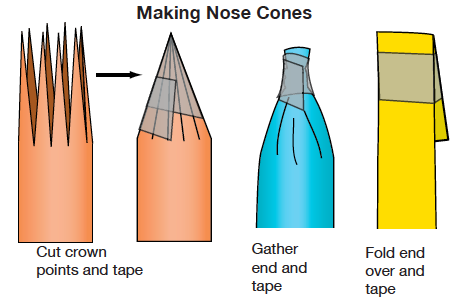 Making Nose Cones
Cut crown
points and tape
Gather
end and
tape
Fold end
over and
tape